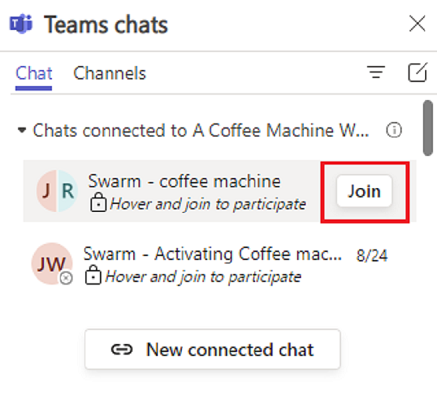 Teams chats
Chat Channels
Chats connected to A Coffee Machine W...
J R Swarm - coffee machine Join
Hover and join to participate
JW Swarm - Activating Coffee mac... 8/24
Hover and join to participate
New connected chat